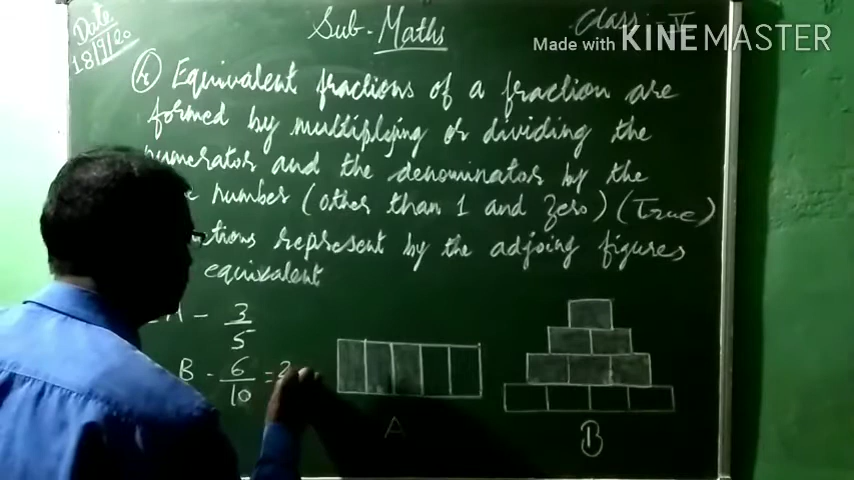 Date
18/9/20
Sub- Maths
Class- V
Made with KINEMASTER
4 Equivalent fractions of a fraction are
formed by multiplying or dividing the
numerator and the denominator by the
number (other than 1 and Zero) (True)
represent by the adjoing figures
equivalent
A - 3/5
B - 6/10 =
A
B